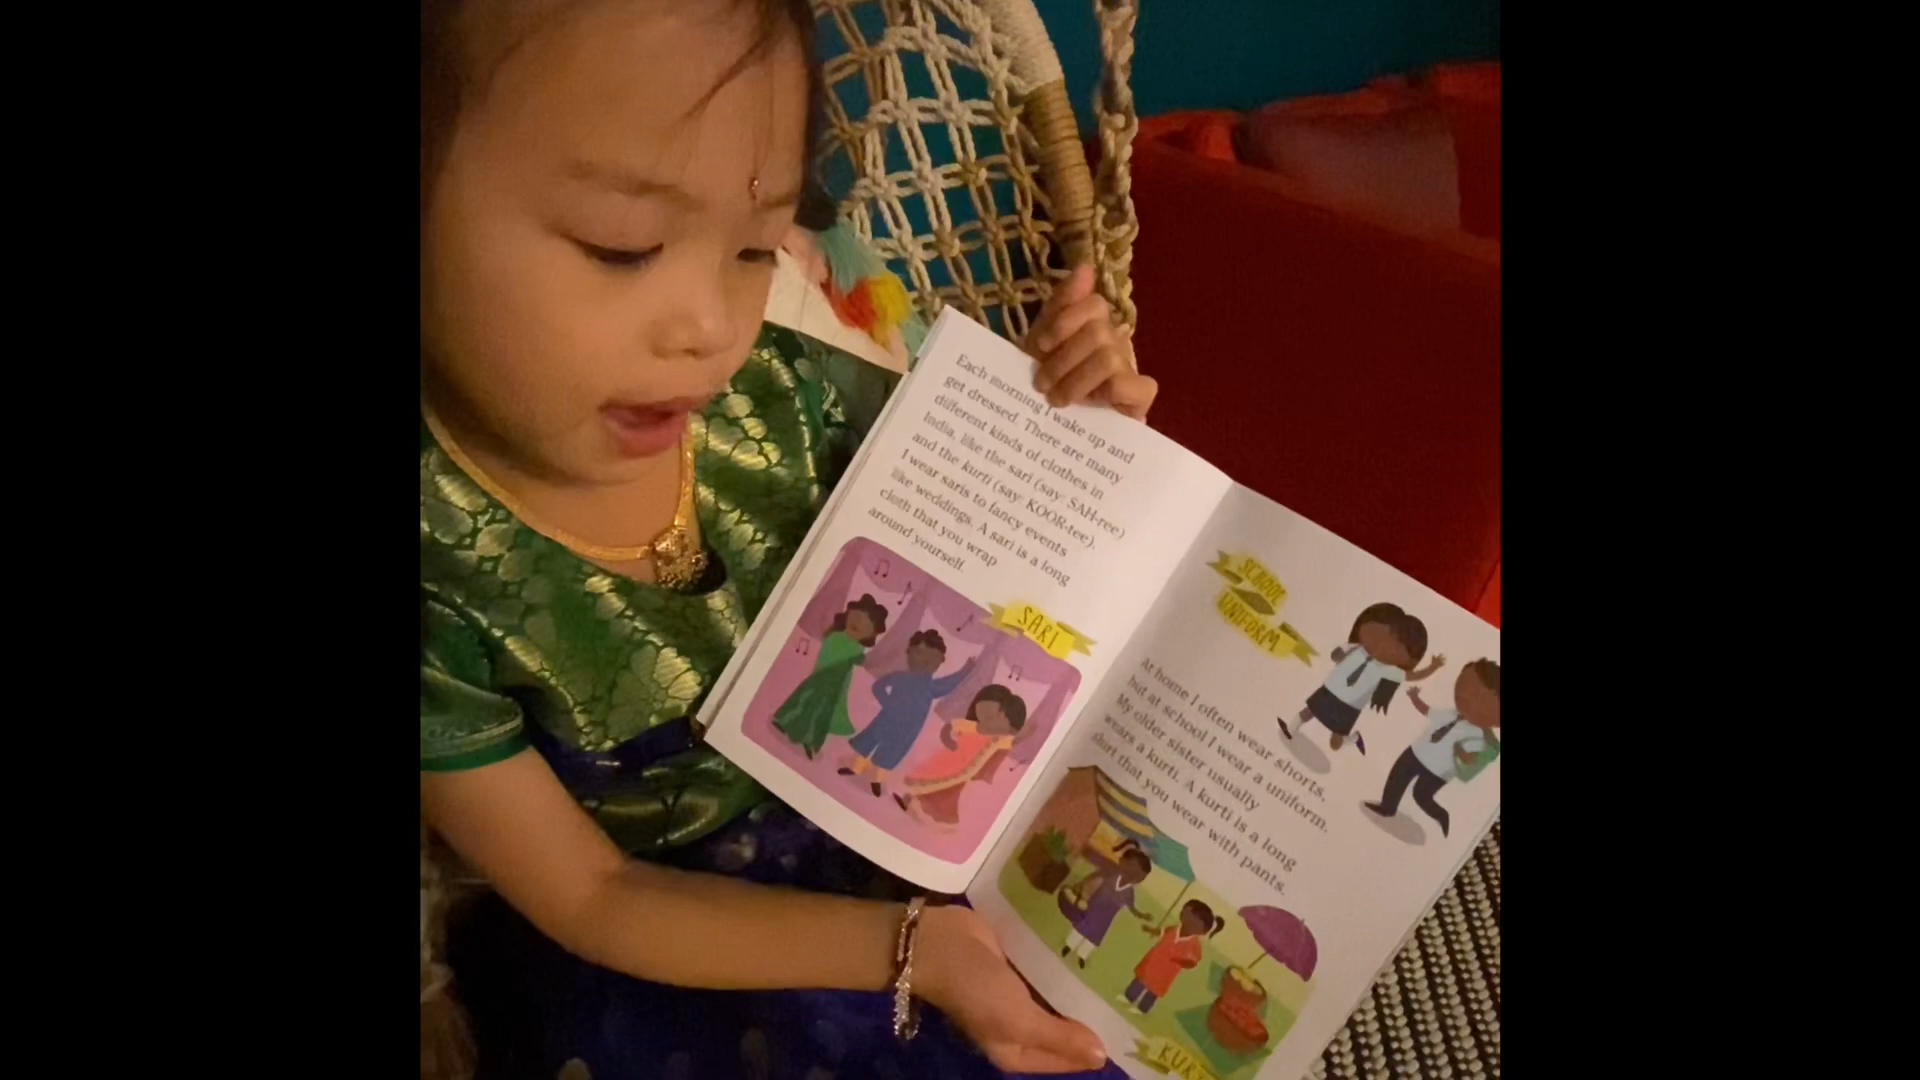 Each morning I wake up and
get dressed. There are many
different kinds of clothes in
India, like the sari (say: SAH-ree)
and the kurti (say: KOOR-tee).
I wear saris to fancy events
like weddings. A sari is a long
cloth that you wrap
around yourself.
SARI
SCHOOL
UNIFORM
At home I often wear shorts,
but at school I wear a uniform.
My older sister usually
wears a kurti. A kurti is a long
shirt that you wear with pants.
KURT